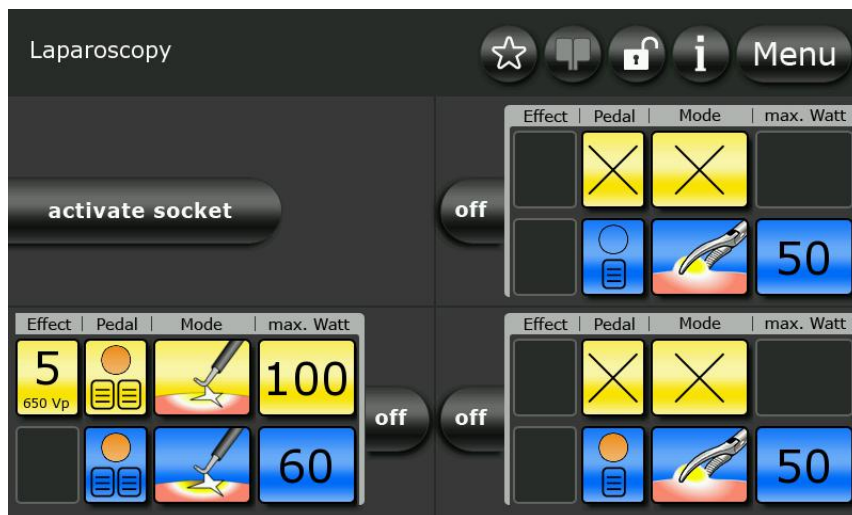 Laparoscopy
i
Menu
Effect | Pedal | Mode | max. Watt
activate socket
off
50
Effect | Pedal | Mode | max. Watt
5
650 Vp
100
off
60
off
Effect | Pedal | Mode | max. Watt
50